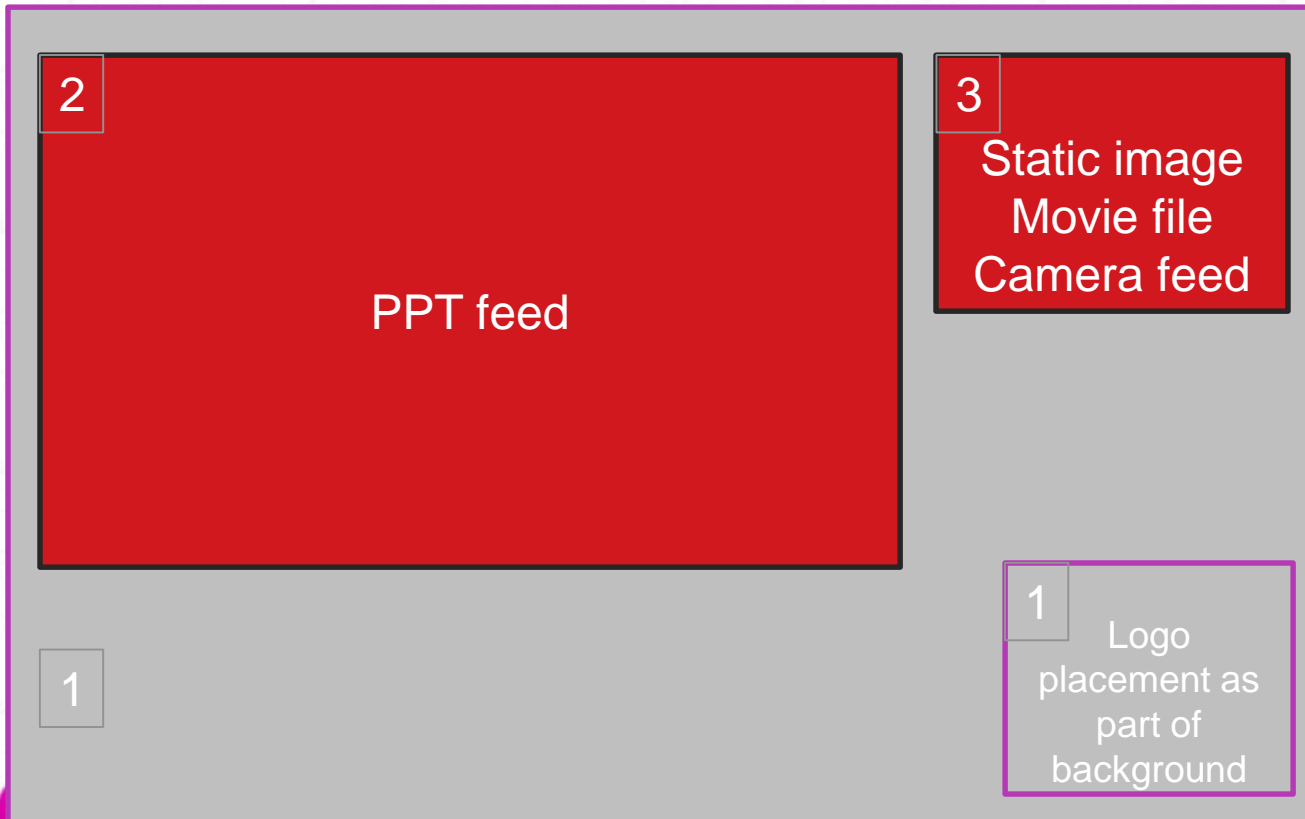 2
PPT feed
3
Static image
Movie file
Camera feed
1
1
Logo
placement as
part of
background